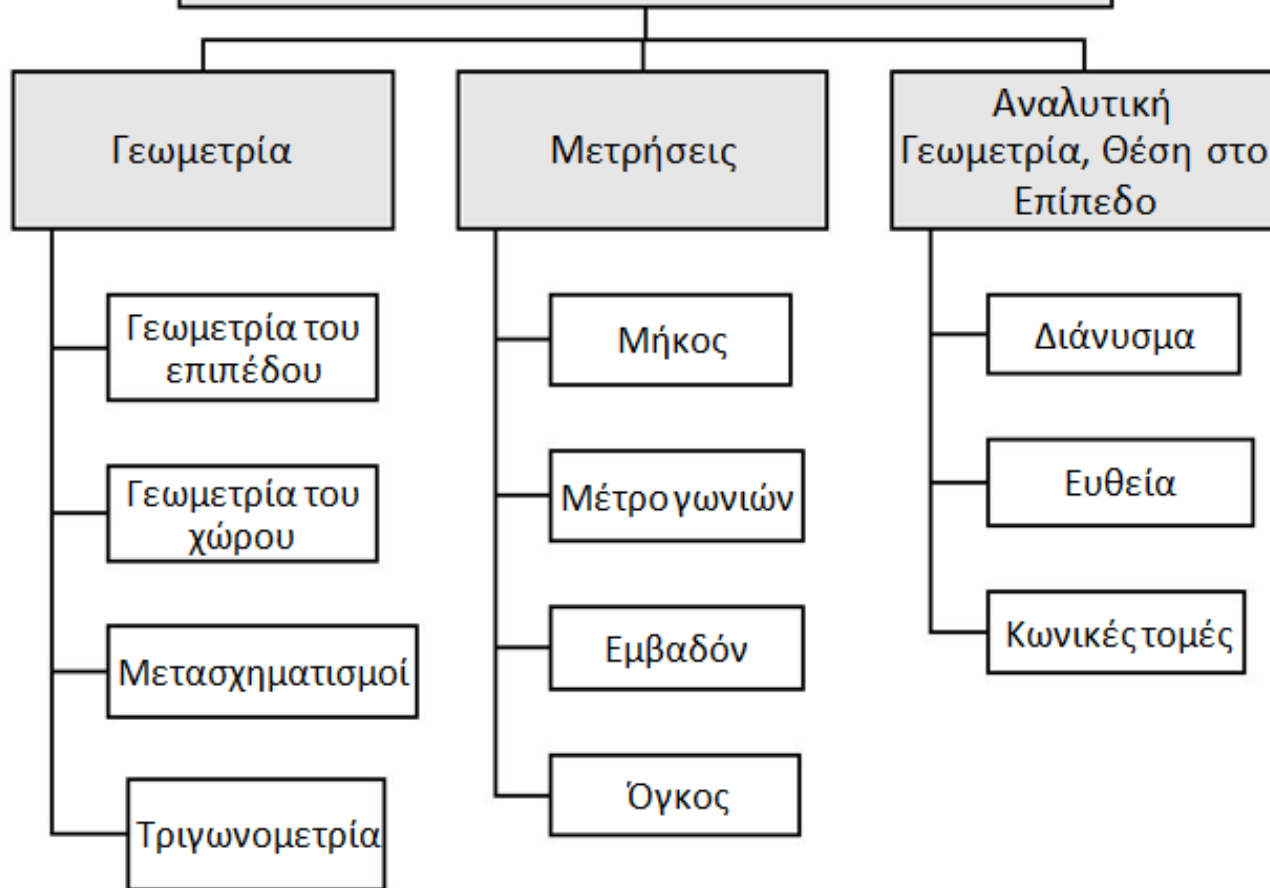 Γεωμετρία
Γεωμετρία του
επιπέδου
Γεωμετρία του
χώρου
Μετασχηματισμοί
Τριγωνομετρία
Μετρήσεις
Μήκος
Μέτρο γωνιών
Εμβαδόν
Όγκος
Αναλυτική
Γεωμετρία, Θέση στο
Επίπεδο
Διάνυσμα
Ευθεία
Κωνικές τομές